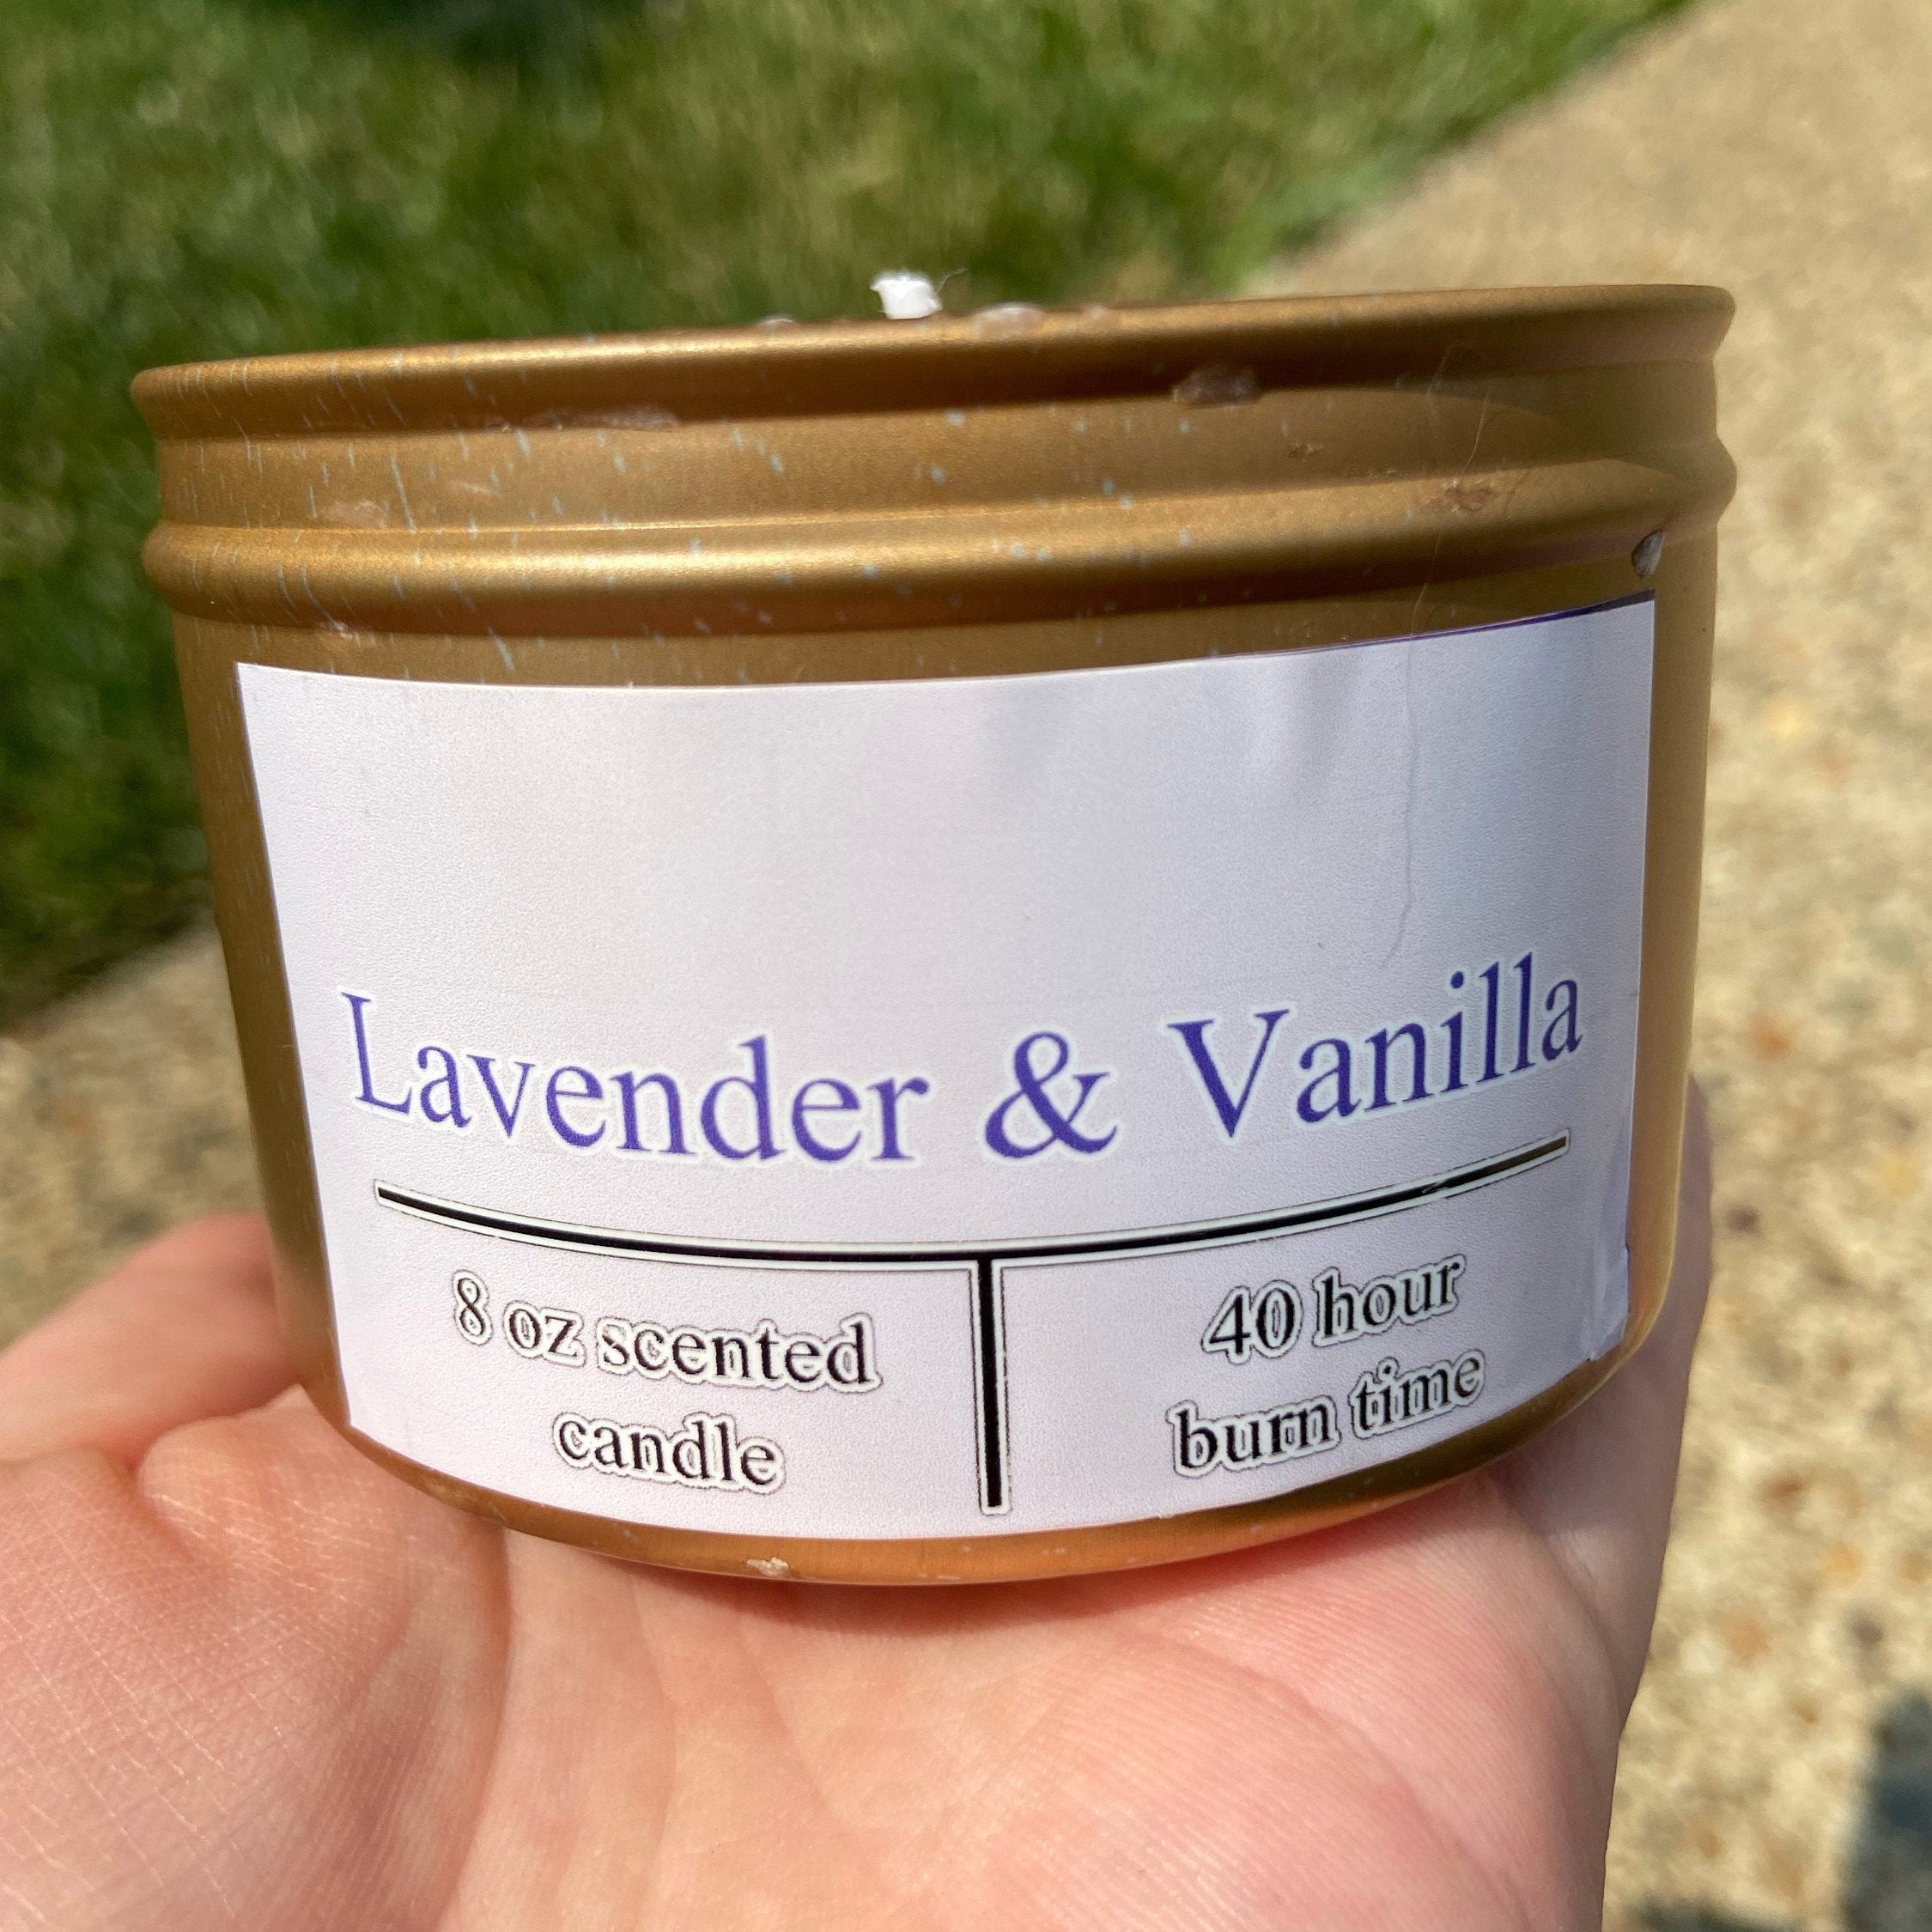 Lavender & Vanilla
8 oz scented
candle
40 hour
burn time